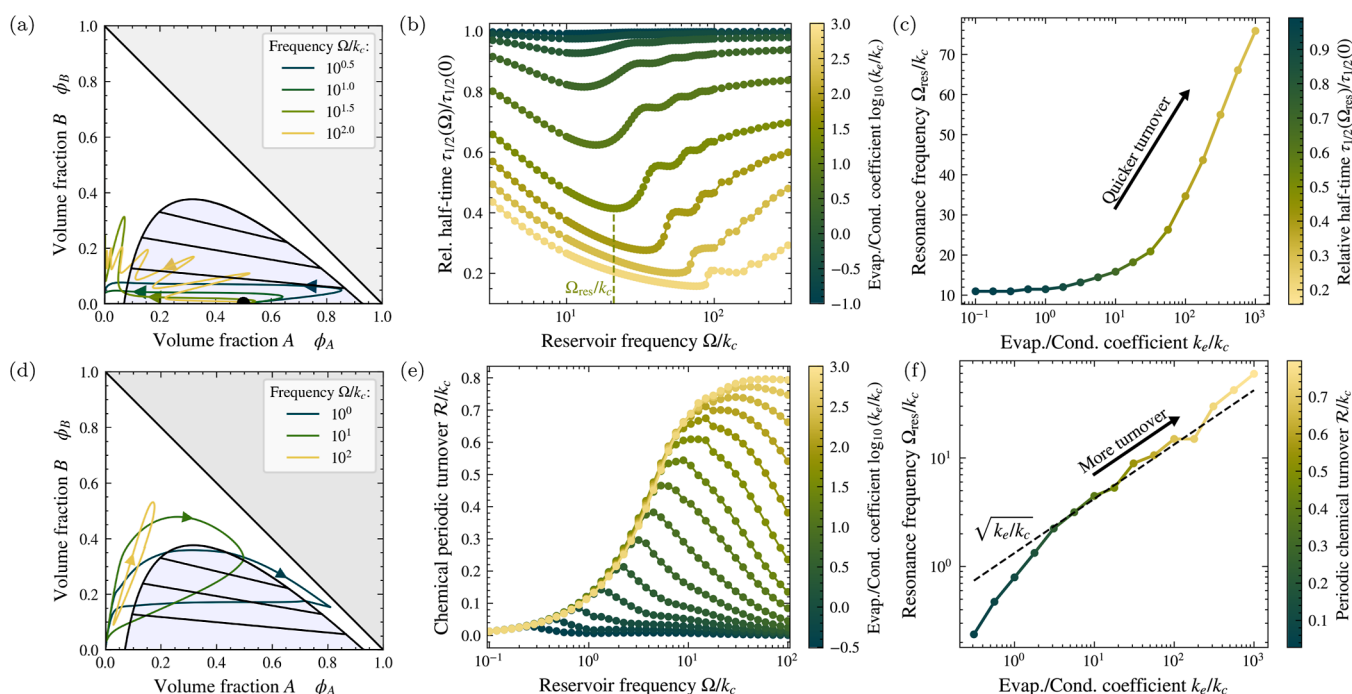 (a)
Volume fraction B ϕ_B
1.0
0.8
0.6
0.4
0.2
0.0
Frequency Ω/k_c:
10^0.5
10^1.0
10^1.5
10^2.0
0.0 0.2 0.4 0.6 0.8 1.0
Volume fraction A ϕ_A
(b)
Rel. half-time τ_1/2(Ω)/τ_1/2(0)
1.0
0.8
0.6
0.4
0.2
Ω_res/k_c
10^1 10^2
Reservoir frequency Ω/k_c
3.0
2.5
2.0
1.5
1.0
0.5
0.0
−0.5
−1.0
Evap./Cond. coefficient log_10(k_e/k_c)
(c)
Resonance frequency Ω_res/k_c
70
60
50
40
30
20
10
Quicker turnover
10^-1 10^0 10^1 10^2 10^3
Evap./Cond. coefficient k_e/k_c
0.9
0.8
0.7
0.6
0.5
0.4
0.3
0.2
Relative half-time τ_1/2(Ω_res)/τ_1/2(0)
(d)
Volume fraction B ϕ_B
1.0
0.8
0.6
0.4
0.2
0.0
Frequency Ω/k_c:
10^0
10^1
10^2
0.0 0.2 0.4 0.6 0.8 1.0
Volume fraction A ϕ_A
(e)
Chemical periodic turnover R/k_c
0.8
0.7
0.6
0.5
0.4
0.3
0.2
0.1
0.0
10^-1 10^0 10^1 10^2
Reservoir frequency Ω/k_c
3.0
2.5
2.0
1.5
1.0
0.5
0.0
−0.5
Evap./Cond. coefficient log_10(k_e/k_c)
(f)
Resonance frequency Ω_res/k_c
10^1
10^0
More turnover
√k_e/k_c
10^0 10^1 10^2 10^3
Evap./Cond. coefficient k_e/k_c
0.7
0.6
0.5
0.4
0.3
0.2
0.1
Periodic chemical turnover R/k_c